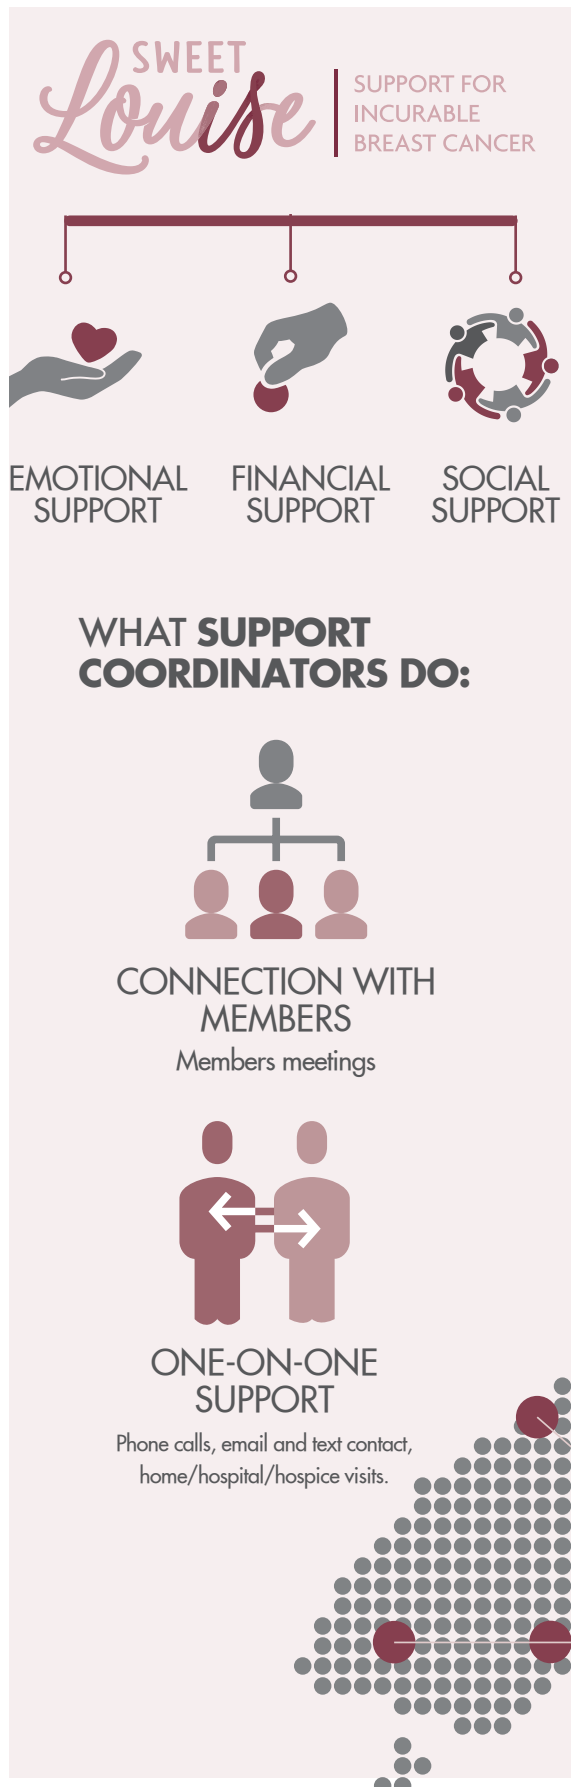 SWEET
Louise
SUPPORT FOR
INCURABLE
BREAST CANCER
EMOTIONAL
SUPPORT
FINANCIAL
SUPPORT
SOCIAL
SUPPORT
WHAT SUPPORT
COORDINATORS DO:
CONNECTION WITH
MEMBERS
Members meetings
ONE-ON-ONE
SUPPORT
Phone calls, email and text contact,
home/hospital/hospice visits.